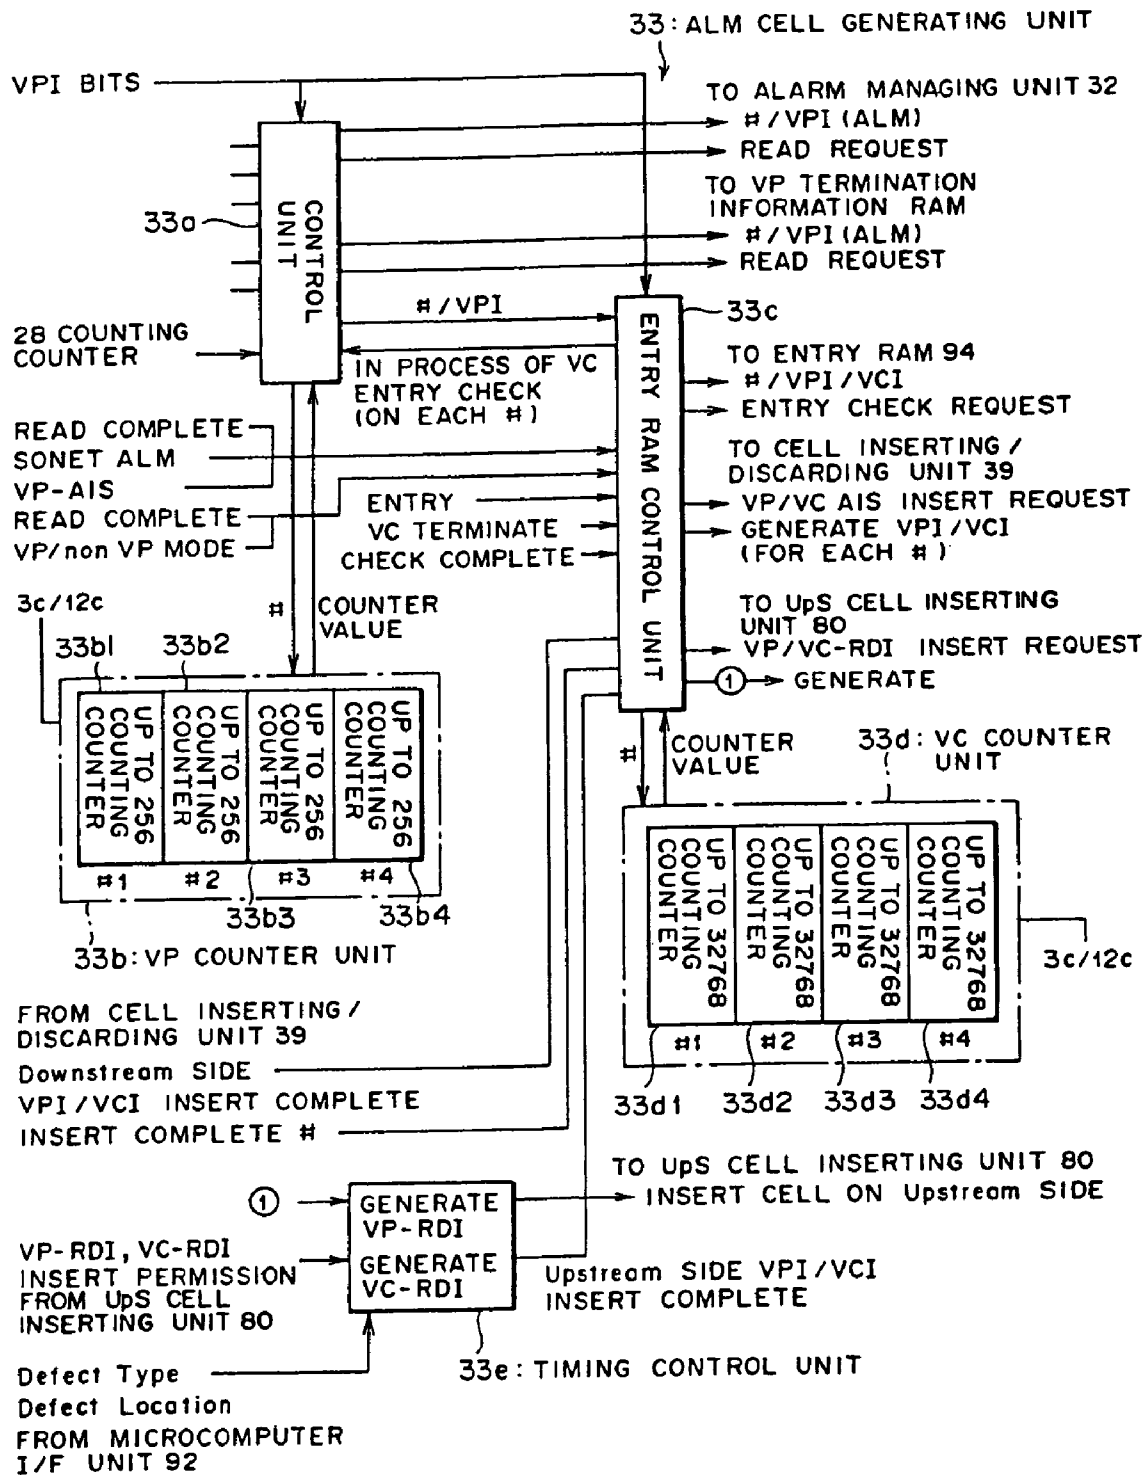 33 : ALM CELL GENERATING UNIT
VPI BITS
TO ALARM MANAGING UNIT 32
#/VPI (ALM)
READ REQUEST
TO VP TERMINATION
INFORMATION RAM
#/VPI (ALM)
READ REQUEST
33a
CONTROL
UNIT
#/VPI
33c
28 COUNTING
COUNTER
IN PROCESS OF VC
ENTRY CHECK
(ON EACH #)
ENTRY RAM CONTROL UNIT
TO ENTRY RAM 94
#/VPI/VCI
ENTRY CHECK REQUEST
READ COMPLETE
SONET ALM
VP-AIS
READ COMPLETE
VP/non VP MODE
ENTRY
VC TERMINATE
CHECK COMPLETE
TO CELL INSERTING/
DISCARDING UNIT 39
VP/VC AIS INSERT REQUEST
GENERATE VPI/VCI
(FOR EACH #)
3c/12c
#
COUNTER
VALUE
33b1
33b2
TO UpS CELL INSERTING
UNIT 80
VP/VC-RDI INSERT REQUEST
1
GENERATE
UP TO 256
COUNTING
COUNTER
UP TO 256
COUNTING
COUNTER
UP TO 256
COUNTING
COUNTER
UP TO 256
COUNTING
COUNTER
#1
#2
#3
#4
33b3
33b4
33b : VP COUNTER UNIT
#
COUNTER
VALUE
33d : VC COUNTER
UNIT
UP TO 32768
COUNTING
COUNTER
UP TO 32768
COUNTING
COUNTER
UP TO 32768
COUNTING
COUNTER
UP TO 32768
COUNTING
COUNTER
#1
#2
#3
#4
3c/12c
33d1
33d2
33d3
33d4
FROM CELL INSERTING/
DISCARDING UNIT 39
Downstream SIDE
VPI/VCI INSERT COMPLETE
INSERT COMPLETE #
TO UpS CELL INSERTING UNIT 80
INSERT CELL ON Upstream SIDE
1
GENERATE
VP-RDI
GENERATE
VC-RDI
VP-RDI, VC-RDI
INSERT PERMISSION
FROM UpS CELL
INSERTING UNIT 80
Upstream SIDE VPI/VCI
INSERT COMPLETE
33e : TIMING CONTROL UNIT
Defect Type
Defect Location
FROM MICROCOMPUTER
I/F UNIT 92